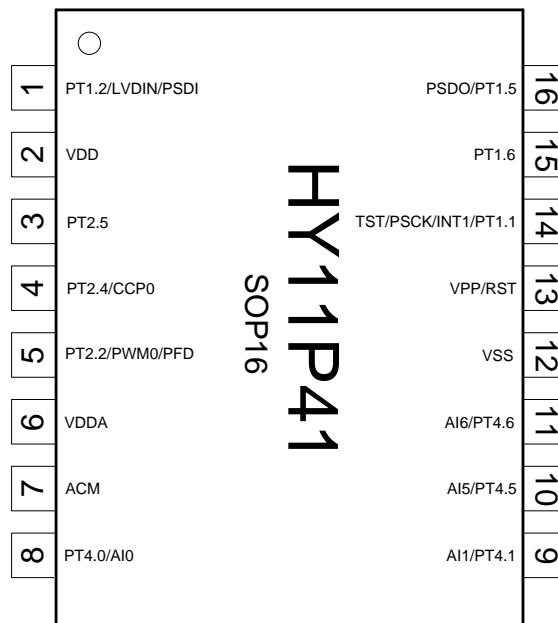 1 PT1.2/LVDIN/PSDI
2 VDD
3 PT2.5
4 PT2.4/CCP0
5 PT2.2/PWM0/PFD
6 VDDA
7 ACM
8 PT4.0/AI0
HY11P41
SOP16
PSDO/PT1.5 16
PT1.6 15
TST/PSCK/INT1/PT1.1 14
VPP/RST 13
VSS 12
AI6/PT4.6 11
AI5/PT4.5 10
AI1/PT4.1 9